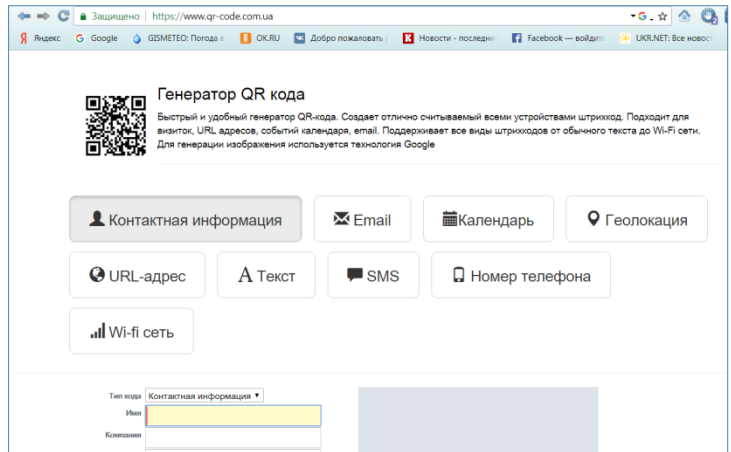 Защищено | https://www.qr-code.com.ua
Яндекс Google GISMETEO: Погода в OK.RU Добро пожаловать | Новости - последни Facebook — войдите UKR.NET: Все новост
Генератор QR кода
Быстрый и удобный генератор QR-кода. Создает отлично считываемый всеми устройствами штрихкод. Подходит для
визиток, URL адресов, событий календаря, email. Поддерживает все виды штрихкодов от обычного текста до Wi-Fi сети.
Для генерации изображения используется технология Google
Контактная информация Email Календарь Геолокация
URL-адрес A Текст SMS Номер телефона
Wi-fi сеть
Тип кода Контактная информация
Имя
Компания